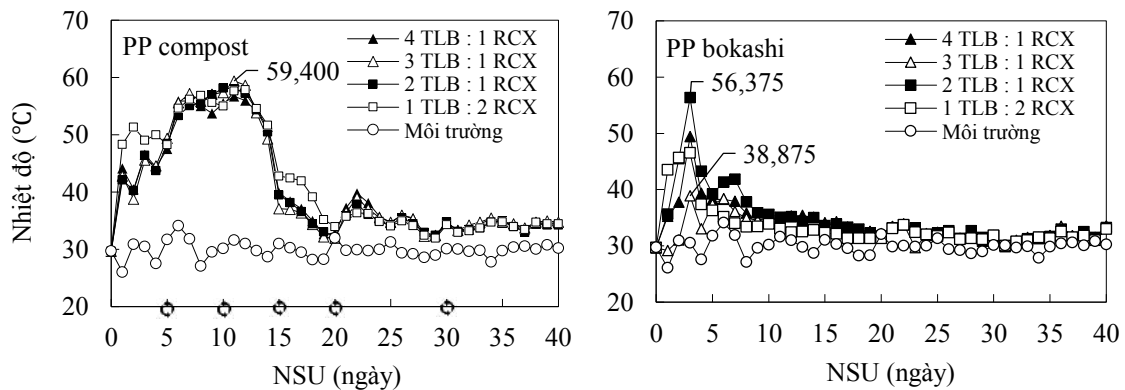 PP compost
59,400
4 TLB : 1 RCX
3 TLB : 1 RCX
2 TLB : 1 RCX
1 TLB : 2 RCX
Môi trường
Nhiệt độ (°C)
70
60
50
40
30
20
0 5 10 15 20 25 30 35 40
NSU (ngày)
PP bokashi
56,375
38,875
4 TLB : 1 RCX
3 TLB : 1 RCX
2 TLB : 1 RCX
1 TLB : 2 RCX
Môi trường
70
60
50
40
30
20
0 5 10 15 20 25 30 35 40
NSU (ngày)